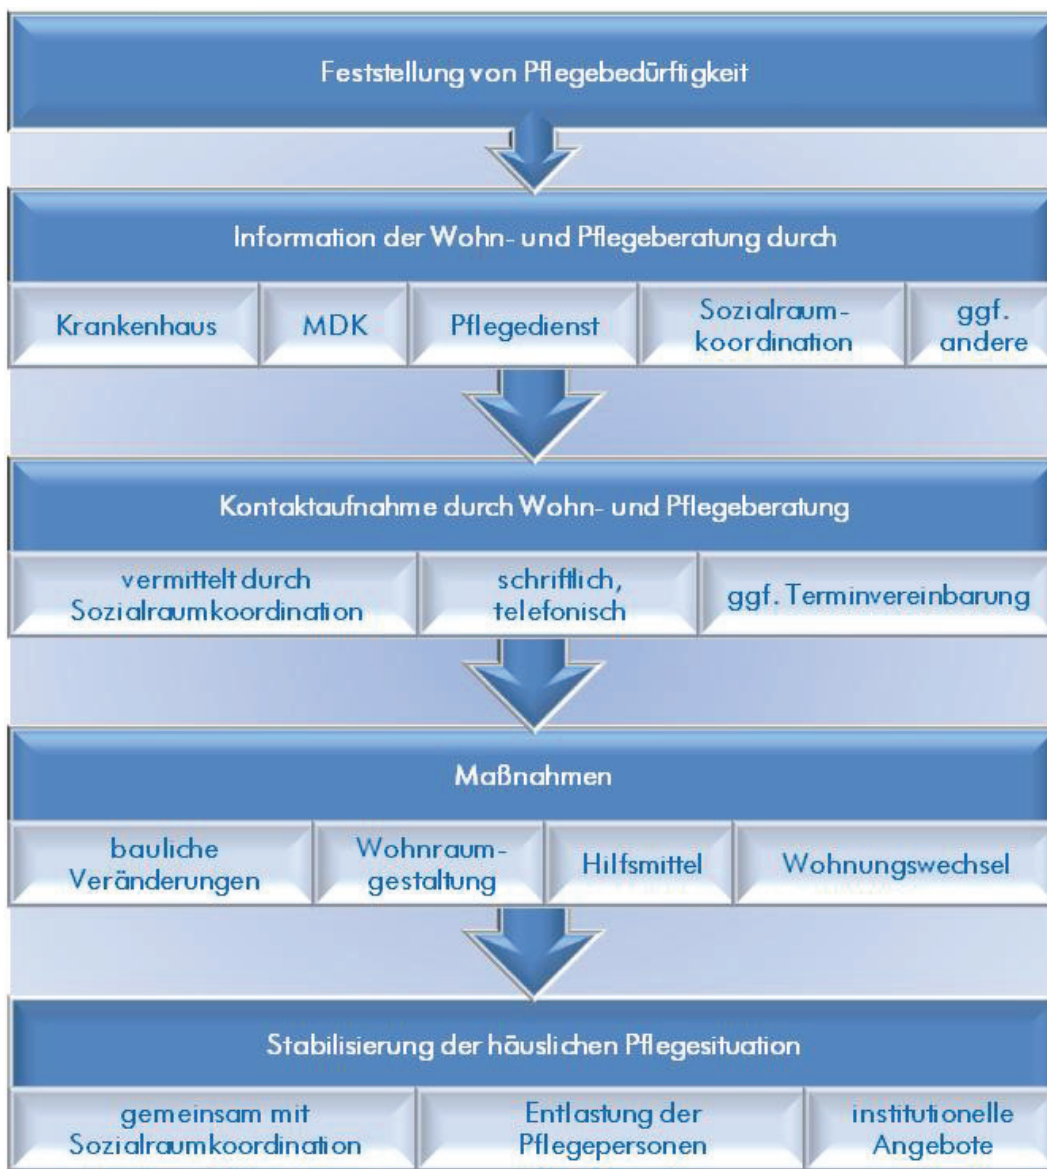 Feststellung von Pflegebedürftigkeit
Information der Wohn- und Pflegeberatung durch
Krankenhaus
MDK
Pflegedienst
Sozialraum-
koordination
ggf.
andere
Kontaktaufnahme durch Wohn- und Pflegeberatung
vermittelt durch
Sozialraumkoordination
schriftlich,
telefonisch
ggf. Terminvereinbarung
Maßnahmen
bauliche
Veränderungen
Wohnraum-
gestaltung
Hilfsmittel
Wohnungswechsel
Stabilisierung der häuslichen Pflegesituation
gemeinsam mit
Sozialraumkoordination
Entlastung der
Pflegepersonen
institutionelle
Angebote